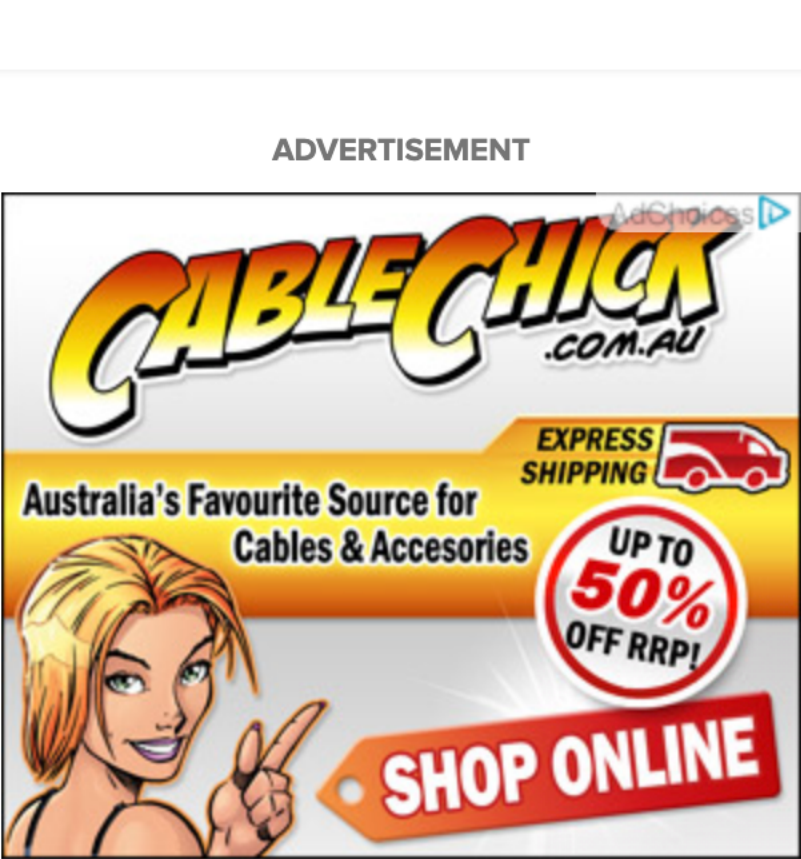 ADVERTISEMENT
AdChoices
CABLECHICK
.COM.AU
EXPRESS
SHIPPING
Australia's Favourite Source for
Cables & Accesories
UP TO
50%
OFF RRP!
SHOP ONLINE